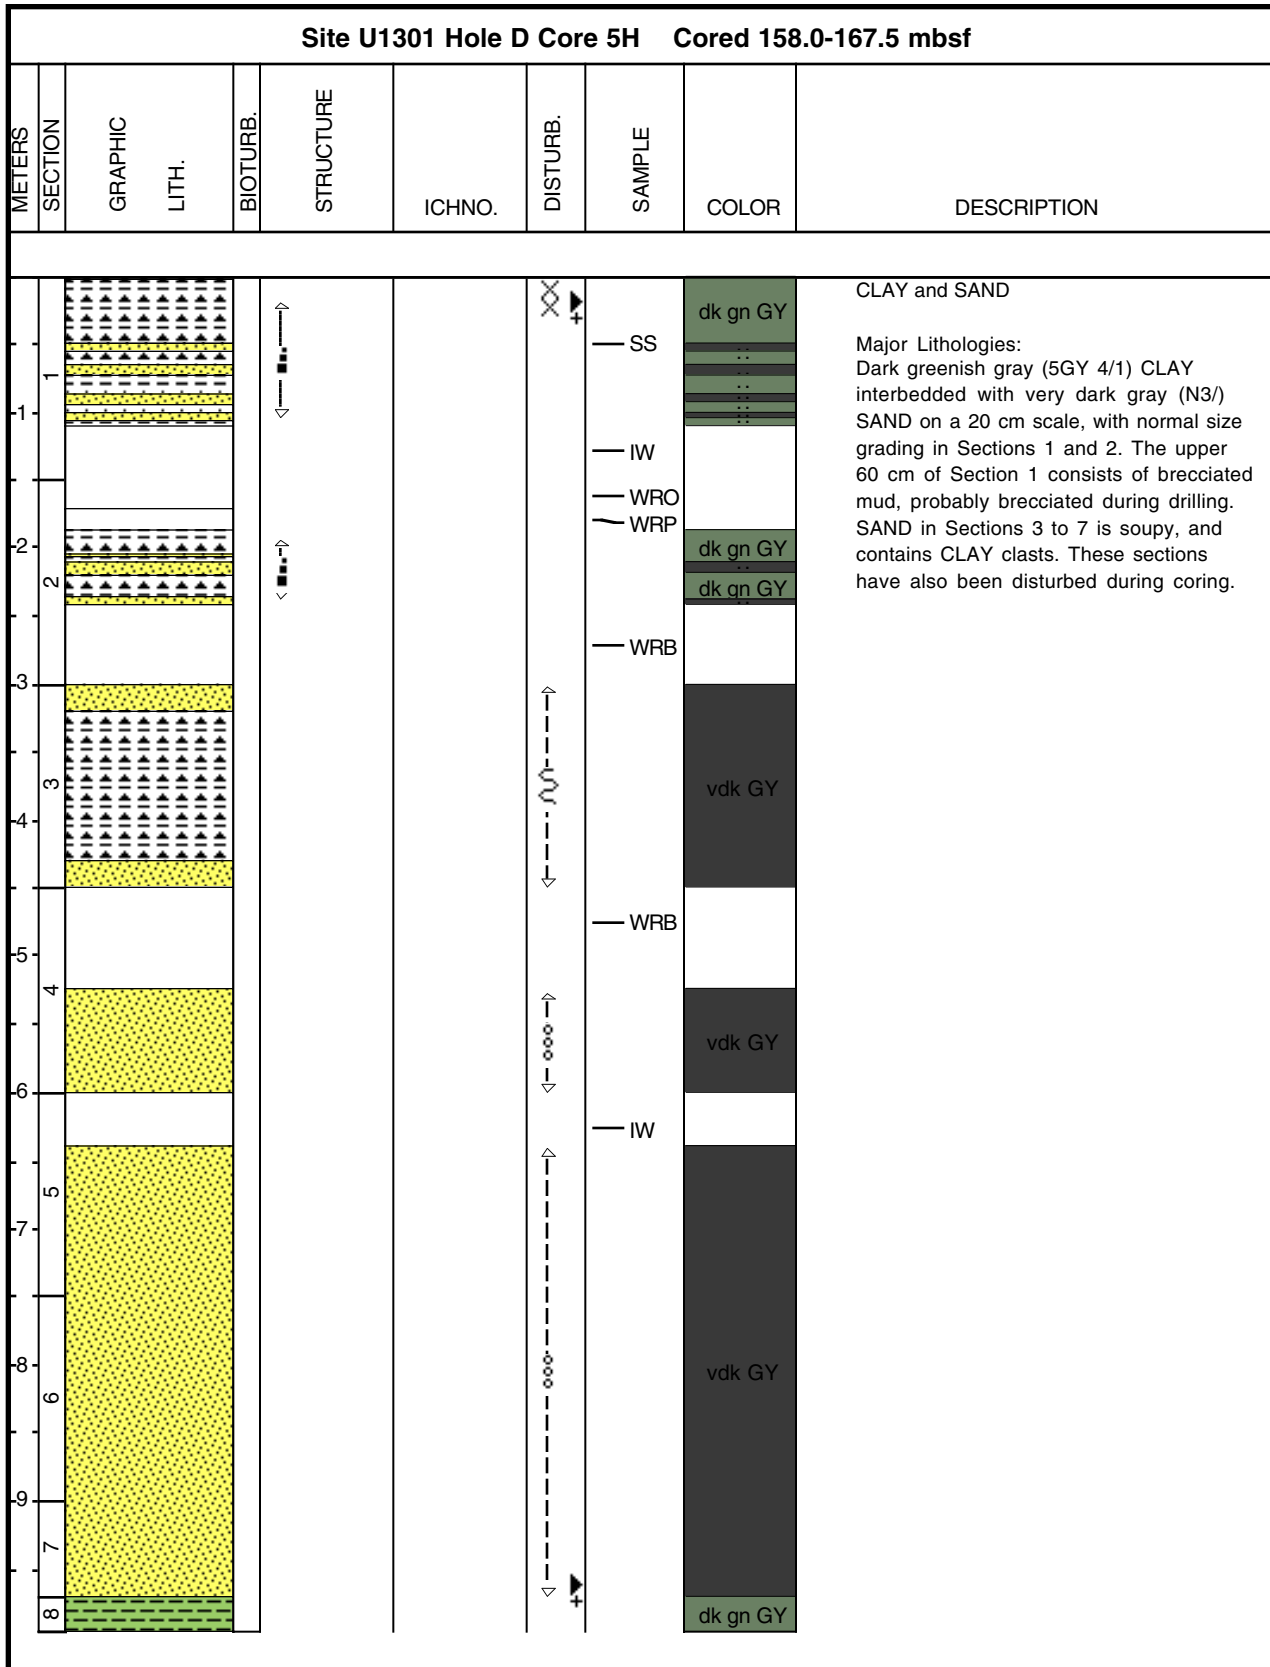 Site U1301 Hole D Core 5H Cored 158.0-167.5 mbsf
METERS
SECTION
GRAPHIC
LITH.
BIOTURB.
STRUCTURE
ICHNO.
DISTURB.
SAMPLE
COLOR
DESCRIPTION
CLAY and SAND
Major Lithologies:
Dark greenish gray (5GY 4/1) CLAY
interbedded with very dark gray (N3/)
SAND on a 20 cm scale, with normal size
grading in Sections 1 and 2. The upper
60 cm of Section 1 consists of brecciated
mud, probably brecciated during drilling.
SAND in Sections 3 to 7 is soupy, and
contains CLAY clasts. These sections
have also been disturbed during coring.
dk gn GY
SS
1
1
IW
WRO
WRP
2
dk gn GY
2
dk gn GY
WRB
3
3
vdk GY
4
WRB
5
4
vdk GY
6
IW
5
7
8
vdk GY
6
9
7
8
dk gn GY